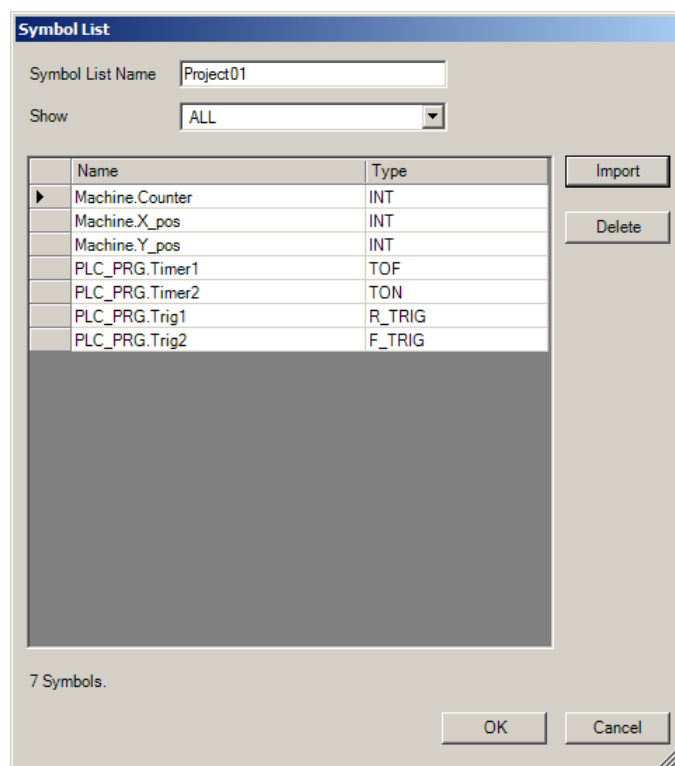 Symbol List
Symbol List Name Project01
Show ALL
Name Type Import
Machine.Counter INT
Machine.X_pos INT Delete
Machine.Y_pos INT
PLC_PRG.Timer1 TOF
PLC_PRG.Timer2 TON
PLC_PRG.Trig1 R_TRIG
PLC_PRG.Trig2 F_TRIG
7 Symbols.
OK Cancel